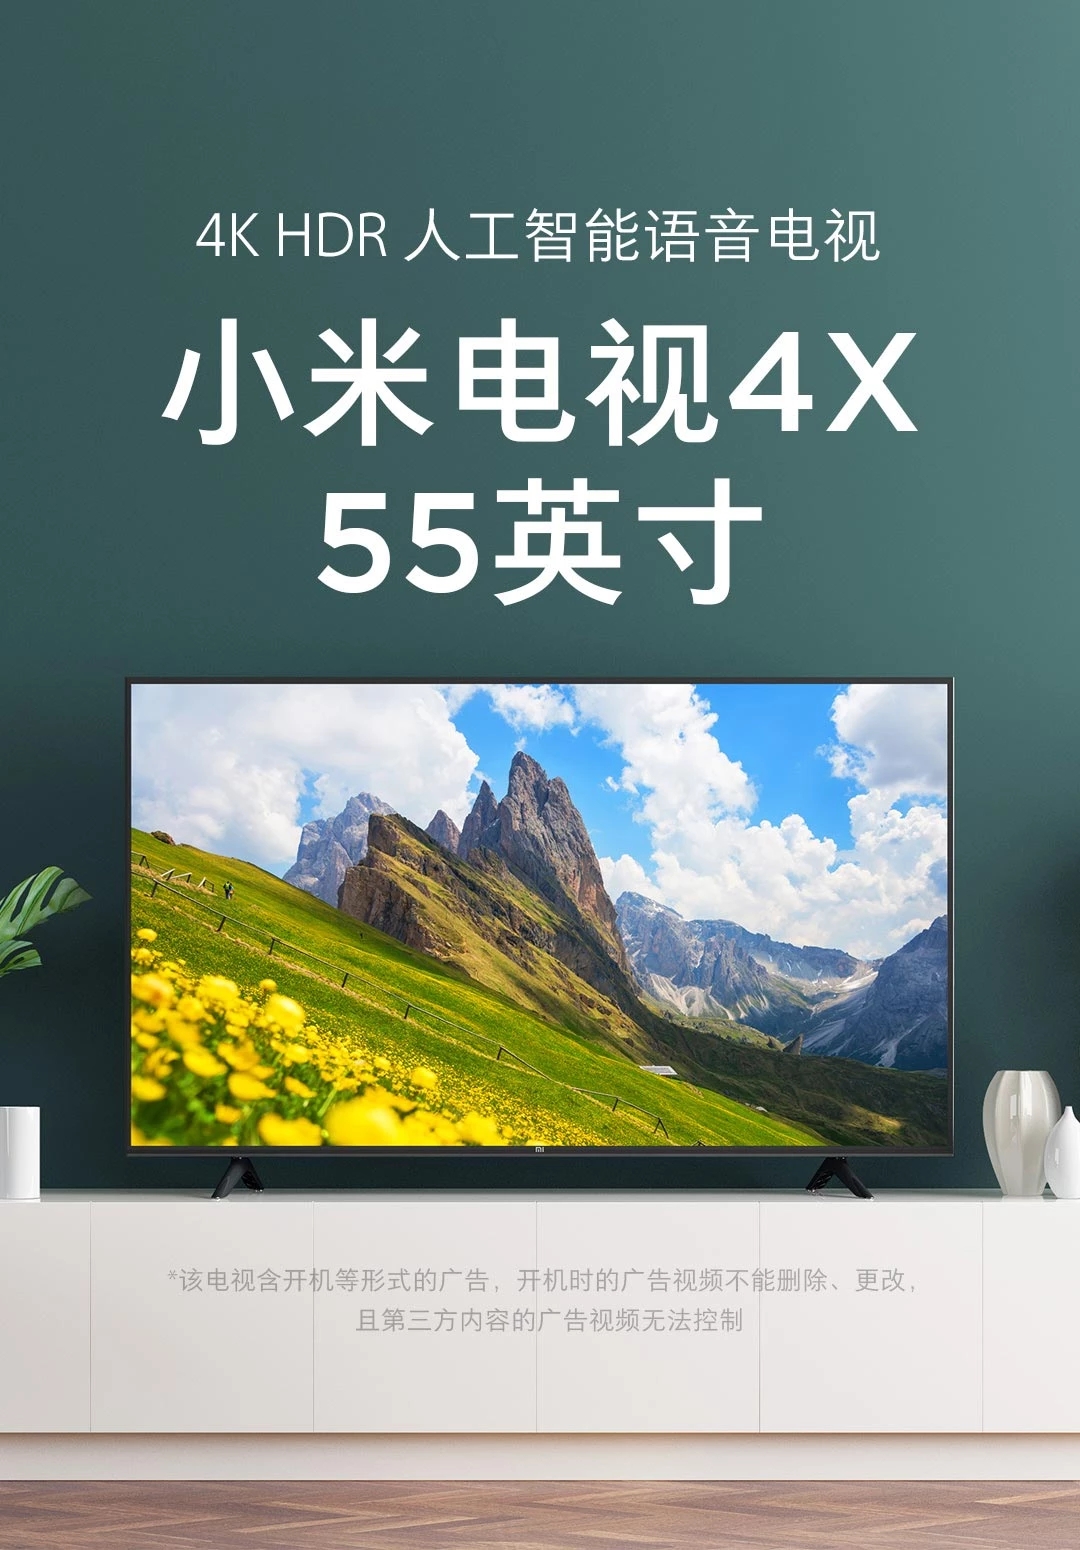 4K HDR 人工智能语音电视
小米电视4X
55英寸
mi
*该电视含开机等形式的广告，开机时的广告视频不能删除、更改，
且第三方内容的广告视频无法控制